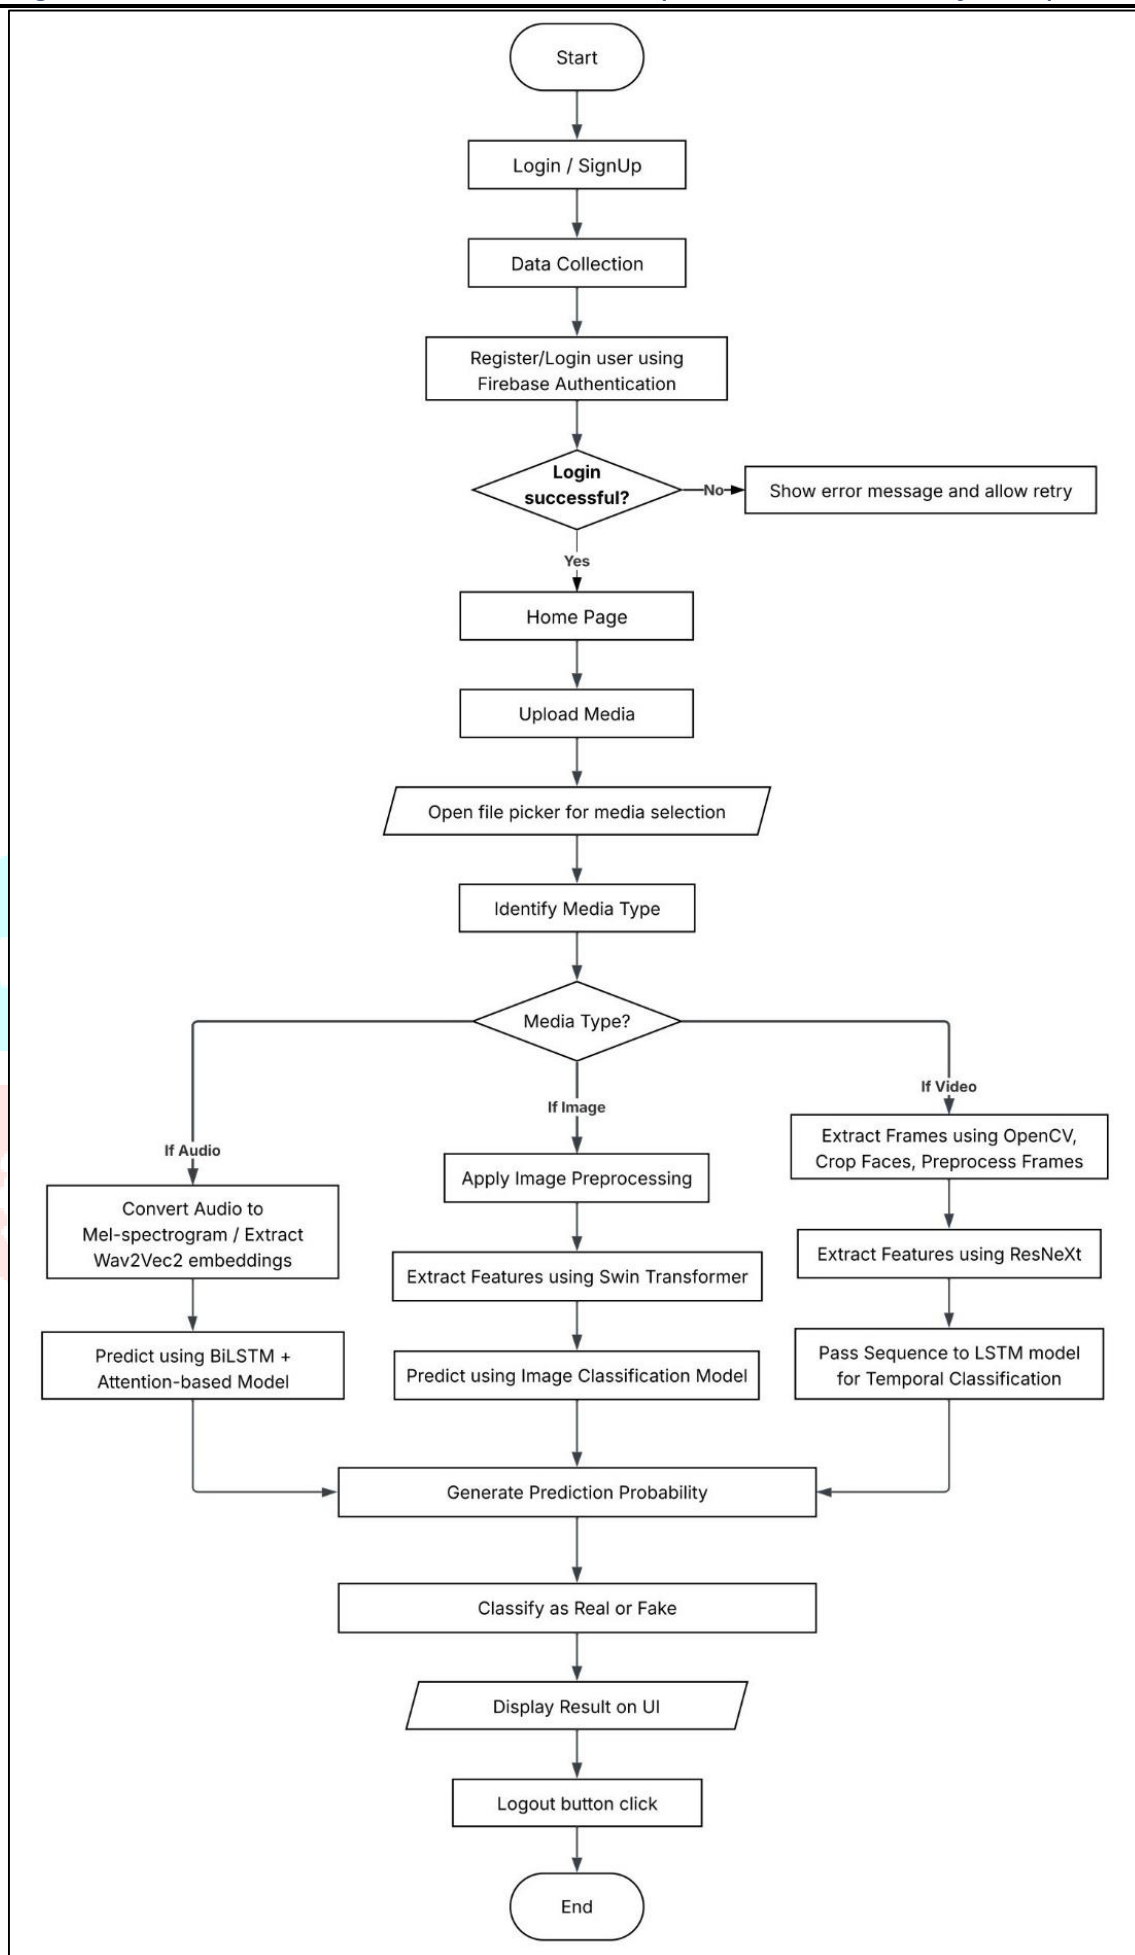 Start
Login / SignUp
Data Collection
Register/Login user using
Firebase Authentication
Login
successful?
No
Show error message and allow retry
Yes
Home Page
Upload Media
Open file picker for media selection
Identify Media Type
Media Type?
If Audio
If Image
If Video
Convert Audio to
Mel-spectrogram / Extract
Wav2Vec2 embeddings
Predict using BiLSTM +
Attention-based Model
Apply Image Preprocessing
Extract Features using Swin Transformer
Predict using Image Classification Model
Extract Frames using OpenCV,
Crop Faces, Preprocess Frames
Extract Features using ResNeXt
Pass Sequence to LSTM model
for Temporal Classification
Generate Prediction Probability
Classify as Real or Fake
Display Result on UI
Logout button click
End